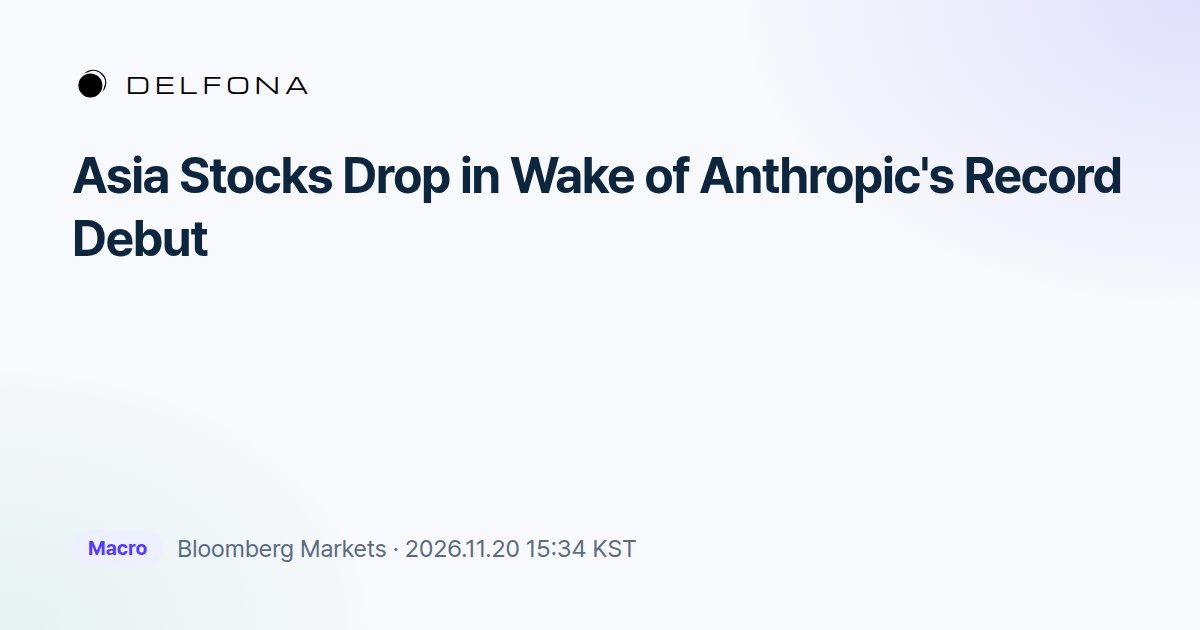 DELFONA
Asia Stocks Drop in Wake of Anthropic's Record
Debut
Macro Bloomberg Markets · 2026.11.20 15:34 KST